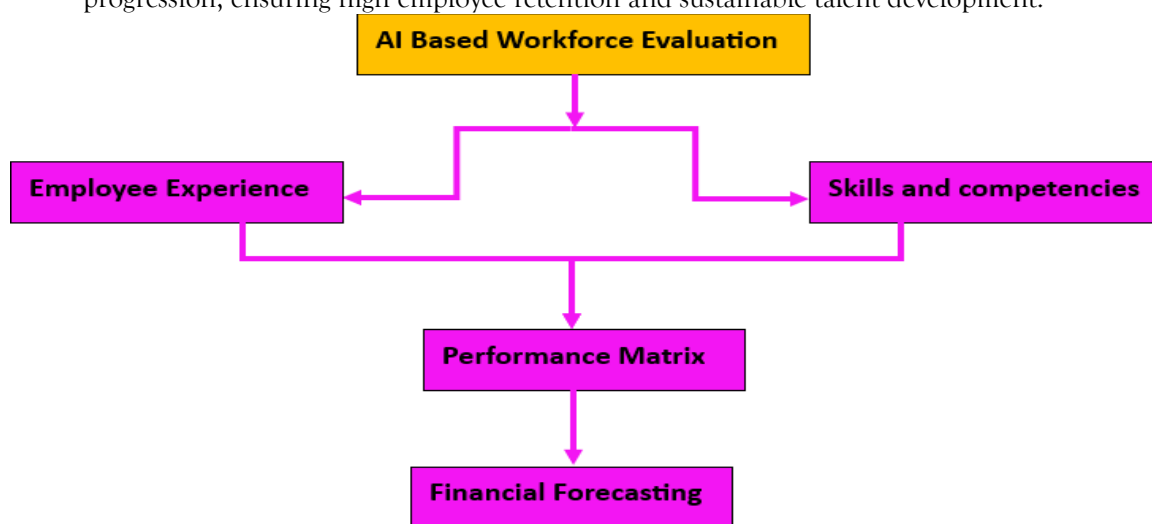 progression, ensuring high employee retention and sustainable talent development.
AI Based Workforce Evaluation
Employee Experience
Skills and competencies
Performance Matrix
Financial Forecasting